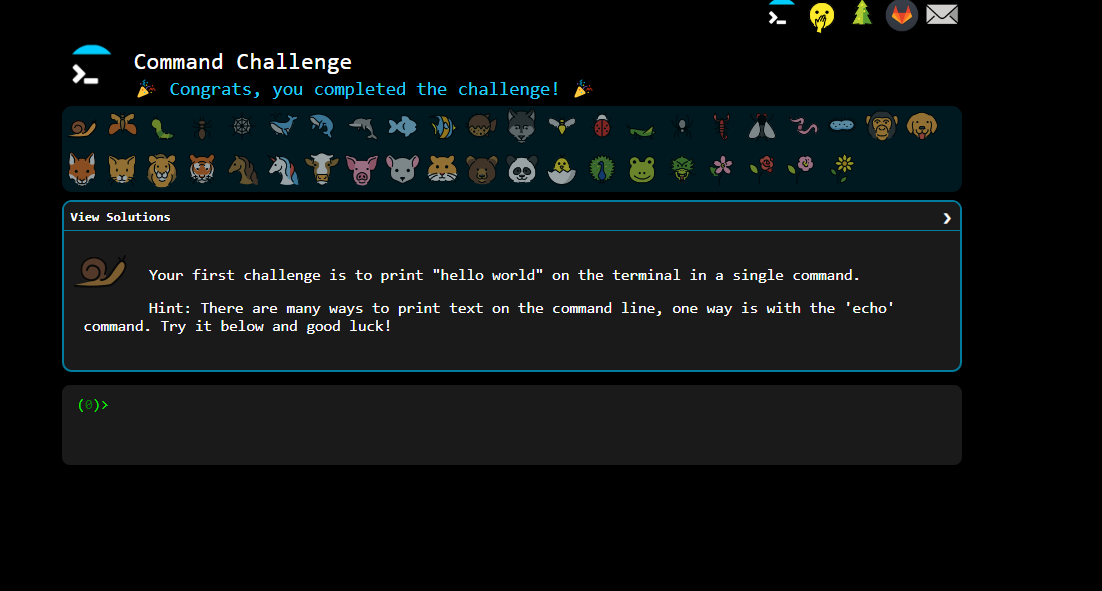 Command Challenge
Congrats, you completed the challenge!
View Solutions
Your first challenge is to print "hello world" on the terminal in a single command.
Hint: There are many ways to print text on the command line, one way is with the 'echo'
command. Try it below and good luck!
(0)>